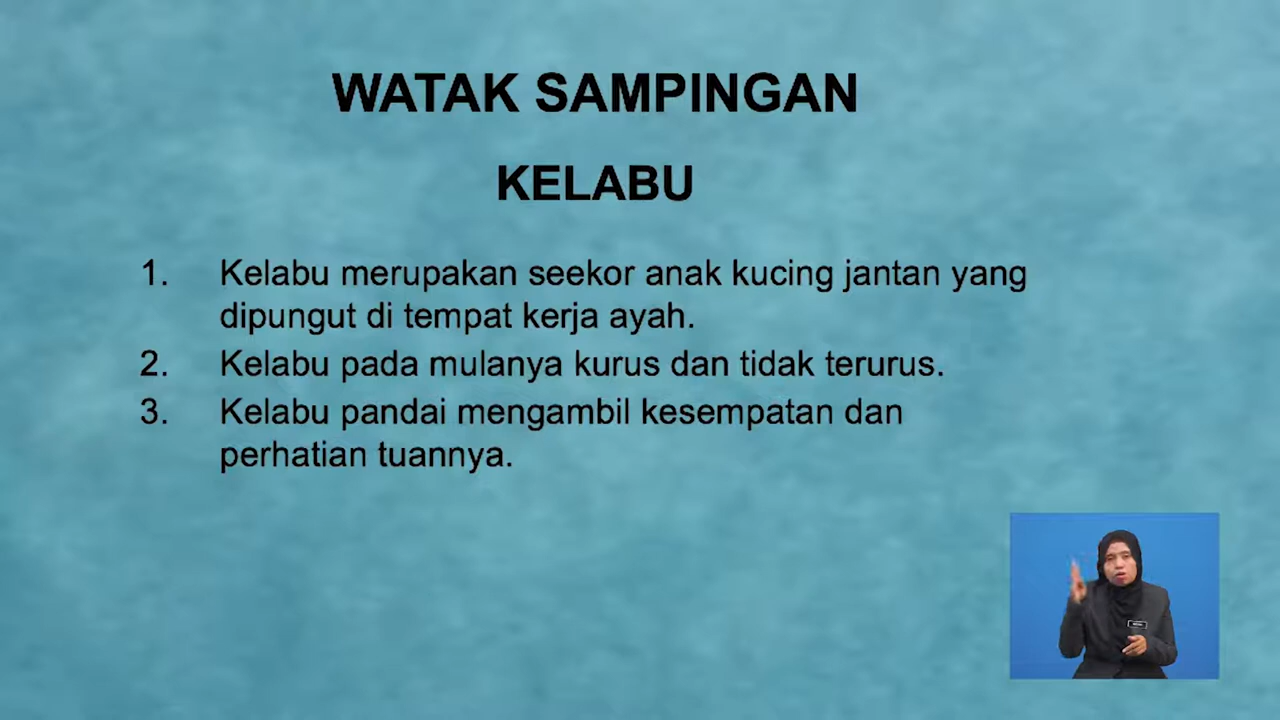 WATAK SAMPINGAN
KELABU
1. Kelabu merupakan seekor anak kucing jantan yang
dipungut di tempat kerja ayah.
2. Kelabu pada mulanya kurus dan tidak terurus.
3. Kelabu pandai mengambil kesempatan dan
perhatian tuannya.